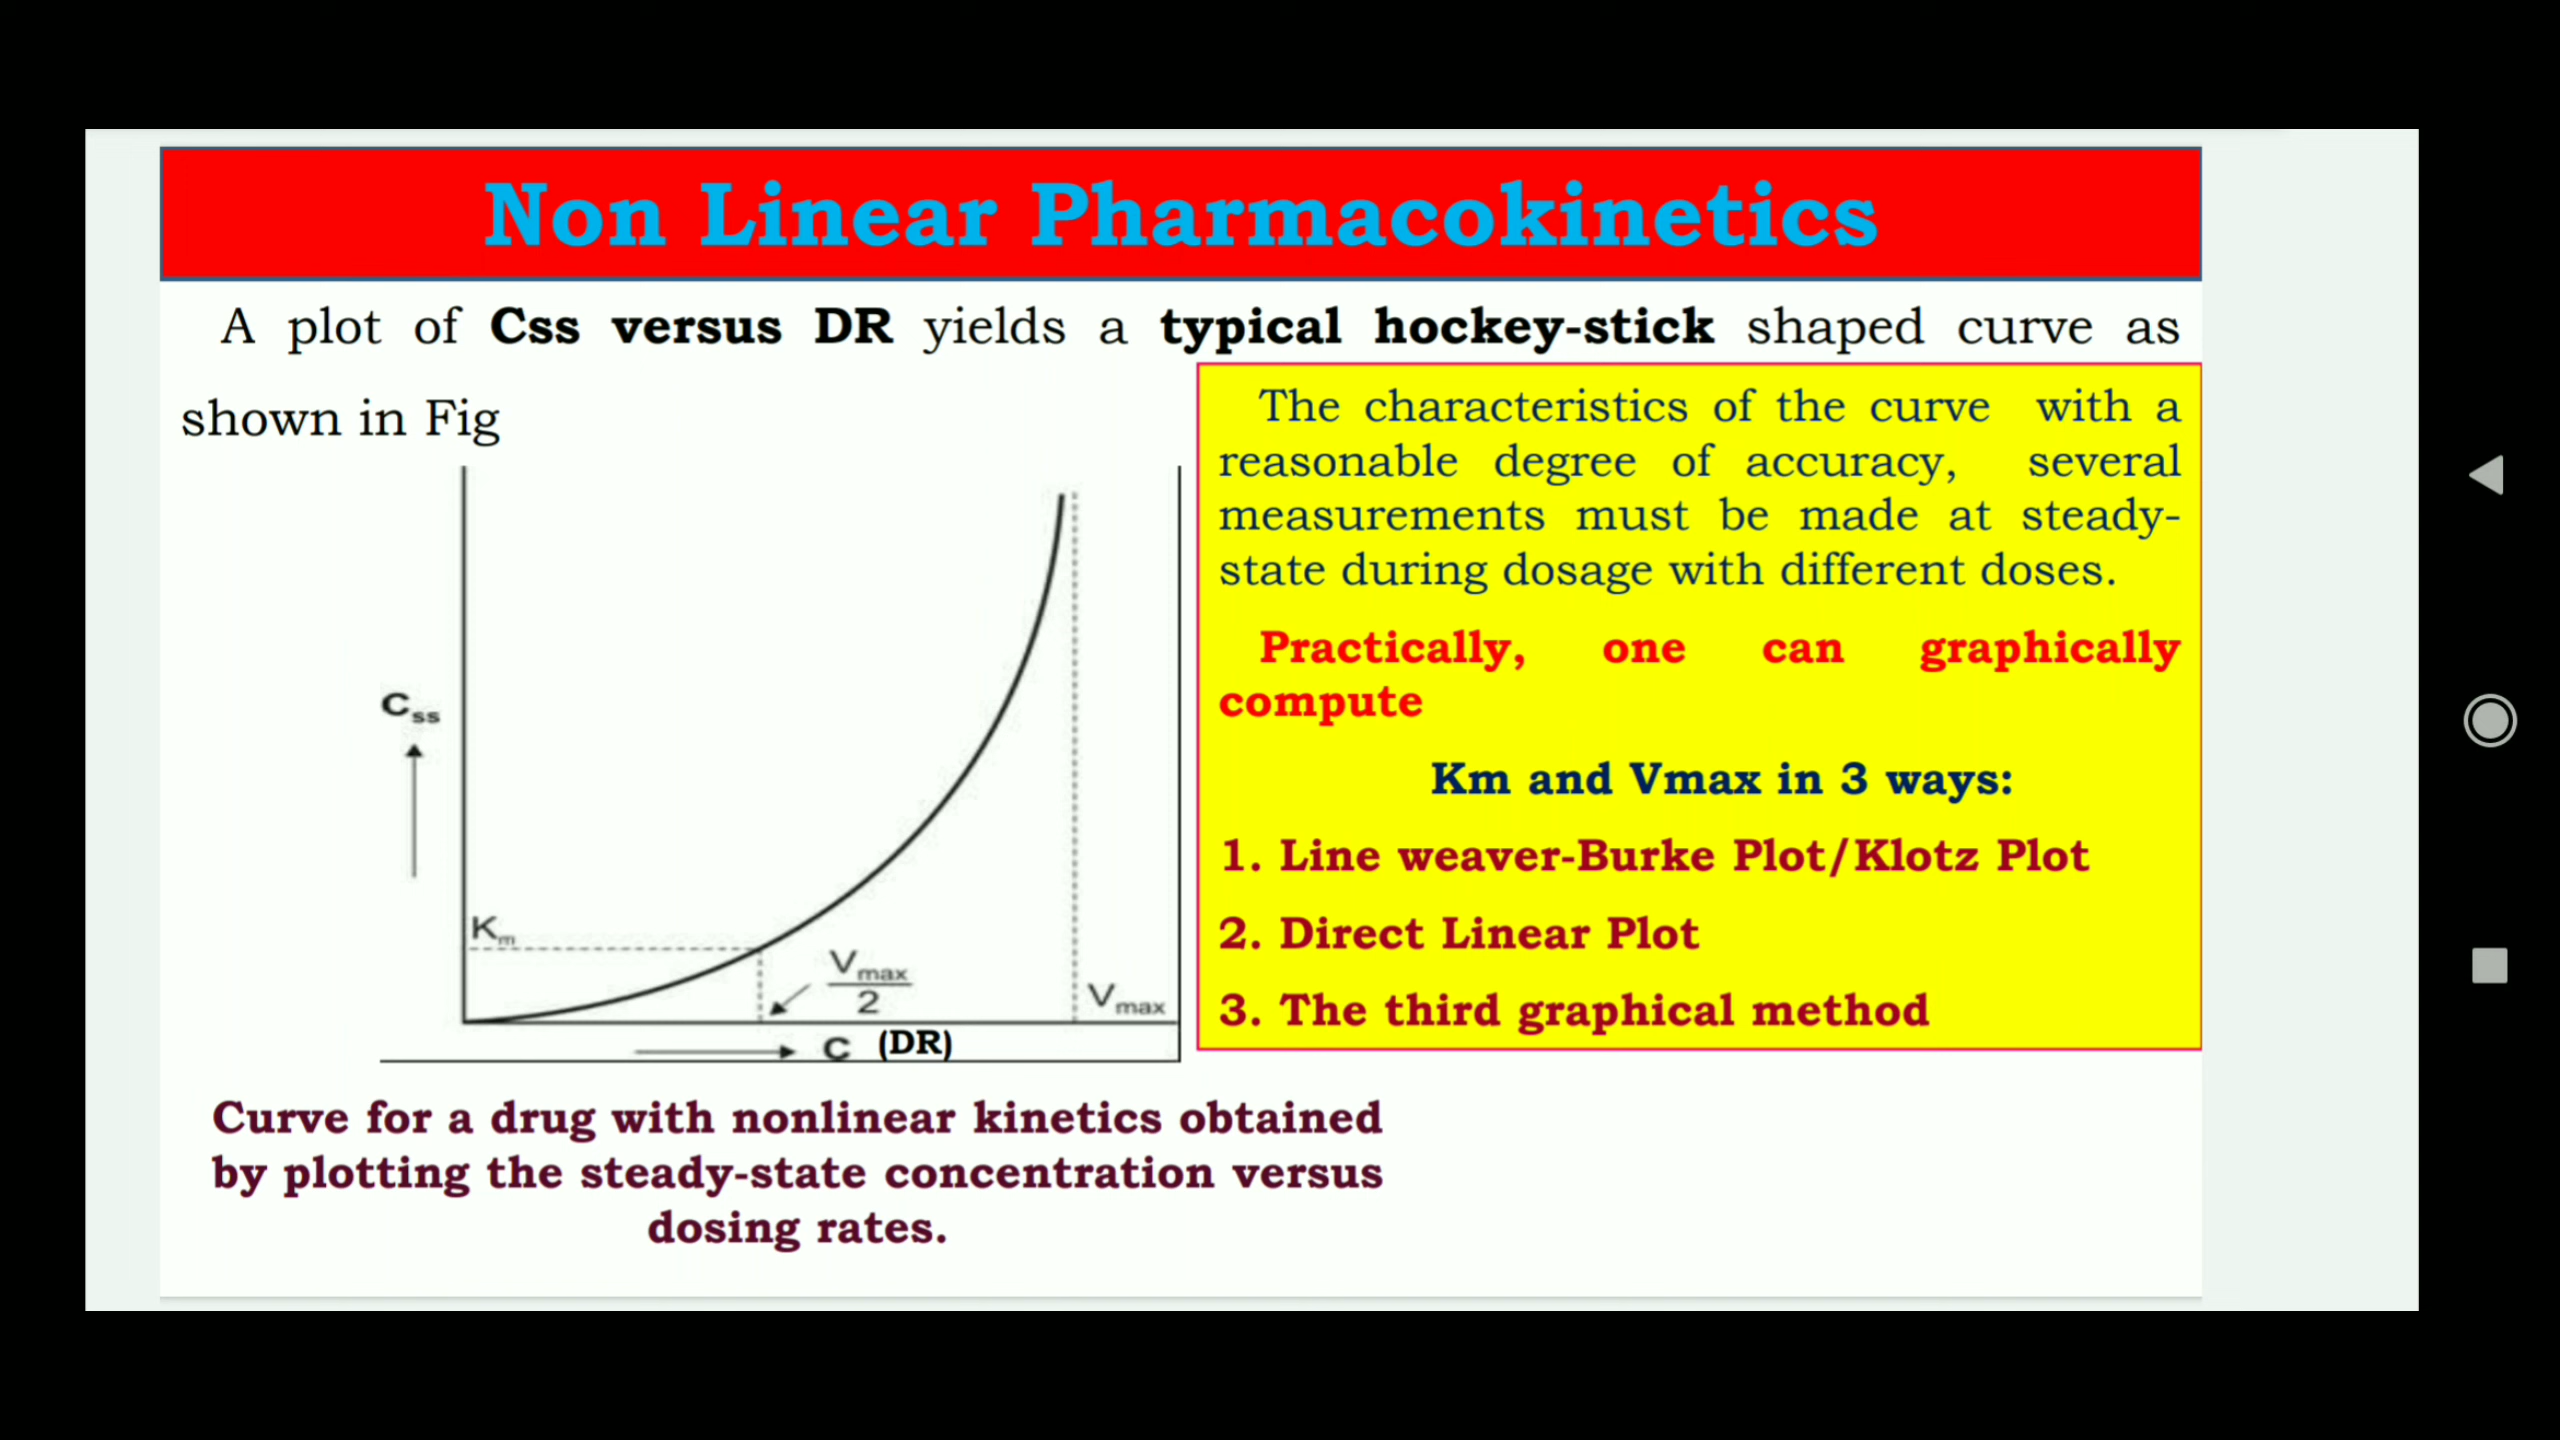 Non Linear Pharmacokinetics
A plot of Css versus DR yields a typical hockey-stick shaped curve as
shown in Fig
Css
Km
Vmax
2
Vmax
C (DR)
The characteristics of the curve with a
reasonable degree of accuracy, several
measurements must be made at steady-
state during dosage with different doses.
Practically, one can graphically
compute
Km and Vmax in 3 ways:
1. Line weaver-Burke Plot/Klotz Plot
2. Direct Linear Plot
3. The third graphical method
Curve for a drug with nonlinear kinetics obtained
by plotting the steady-state concentration versus
dosing rates.